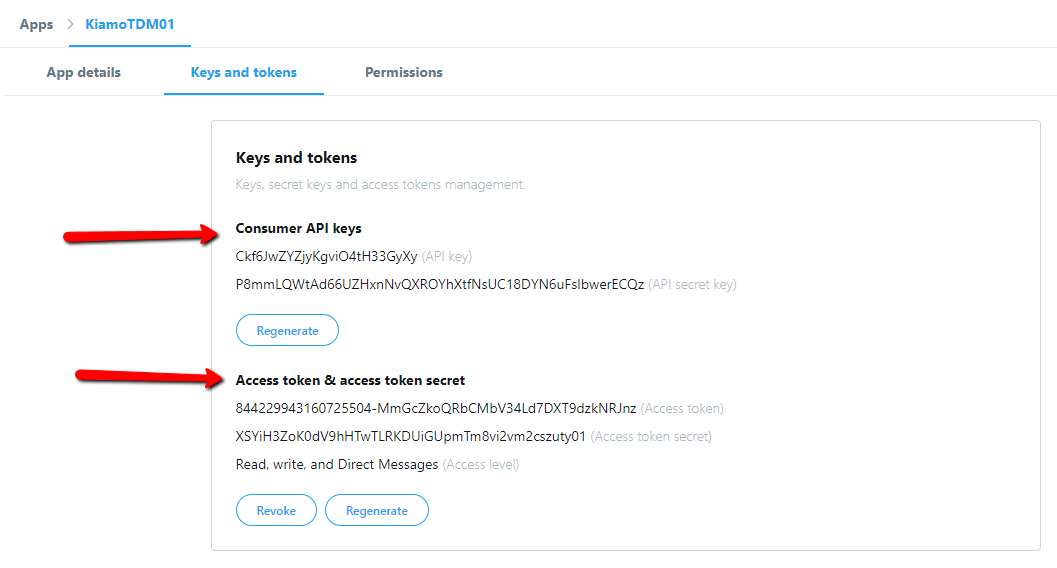 Apps
KiamoTDM01
App details
Keys and tokens
Permissions
Keys and tokens
Keys, secret keys and access tokens management.
Consumer API keys
Ckf6JwZYZjyKgviO4tH33GyXy (API key)
P8mmLQWtAd66UZHxnNvQXROYhXtfNsUC18DYN6uFsIbwerECQz (API secret key)
Regenerate
Access token & access token secret
844229943160725504-MmGcZkoQRbCMbV34Ld7DXT9dzkNRJnz (Access token)
XSYiH3ZoK0dV9hHTwTLRKDUiGUpmTm8vi2vm2cszuty01 (Access token secret)
Read, write, and Direct Messages (Access level)
Revoke
Regenerate